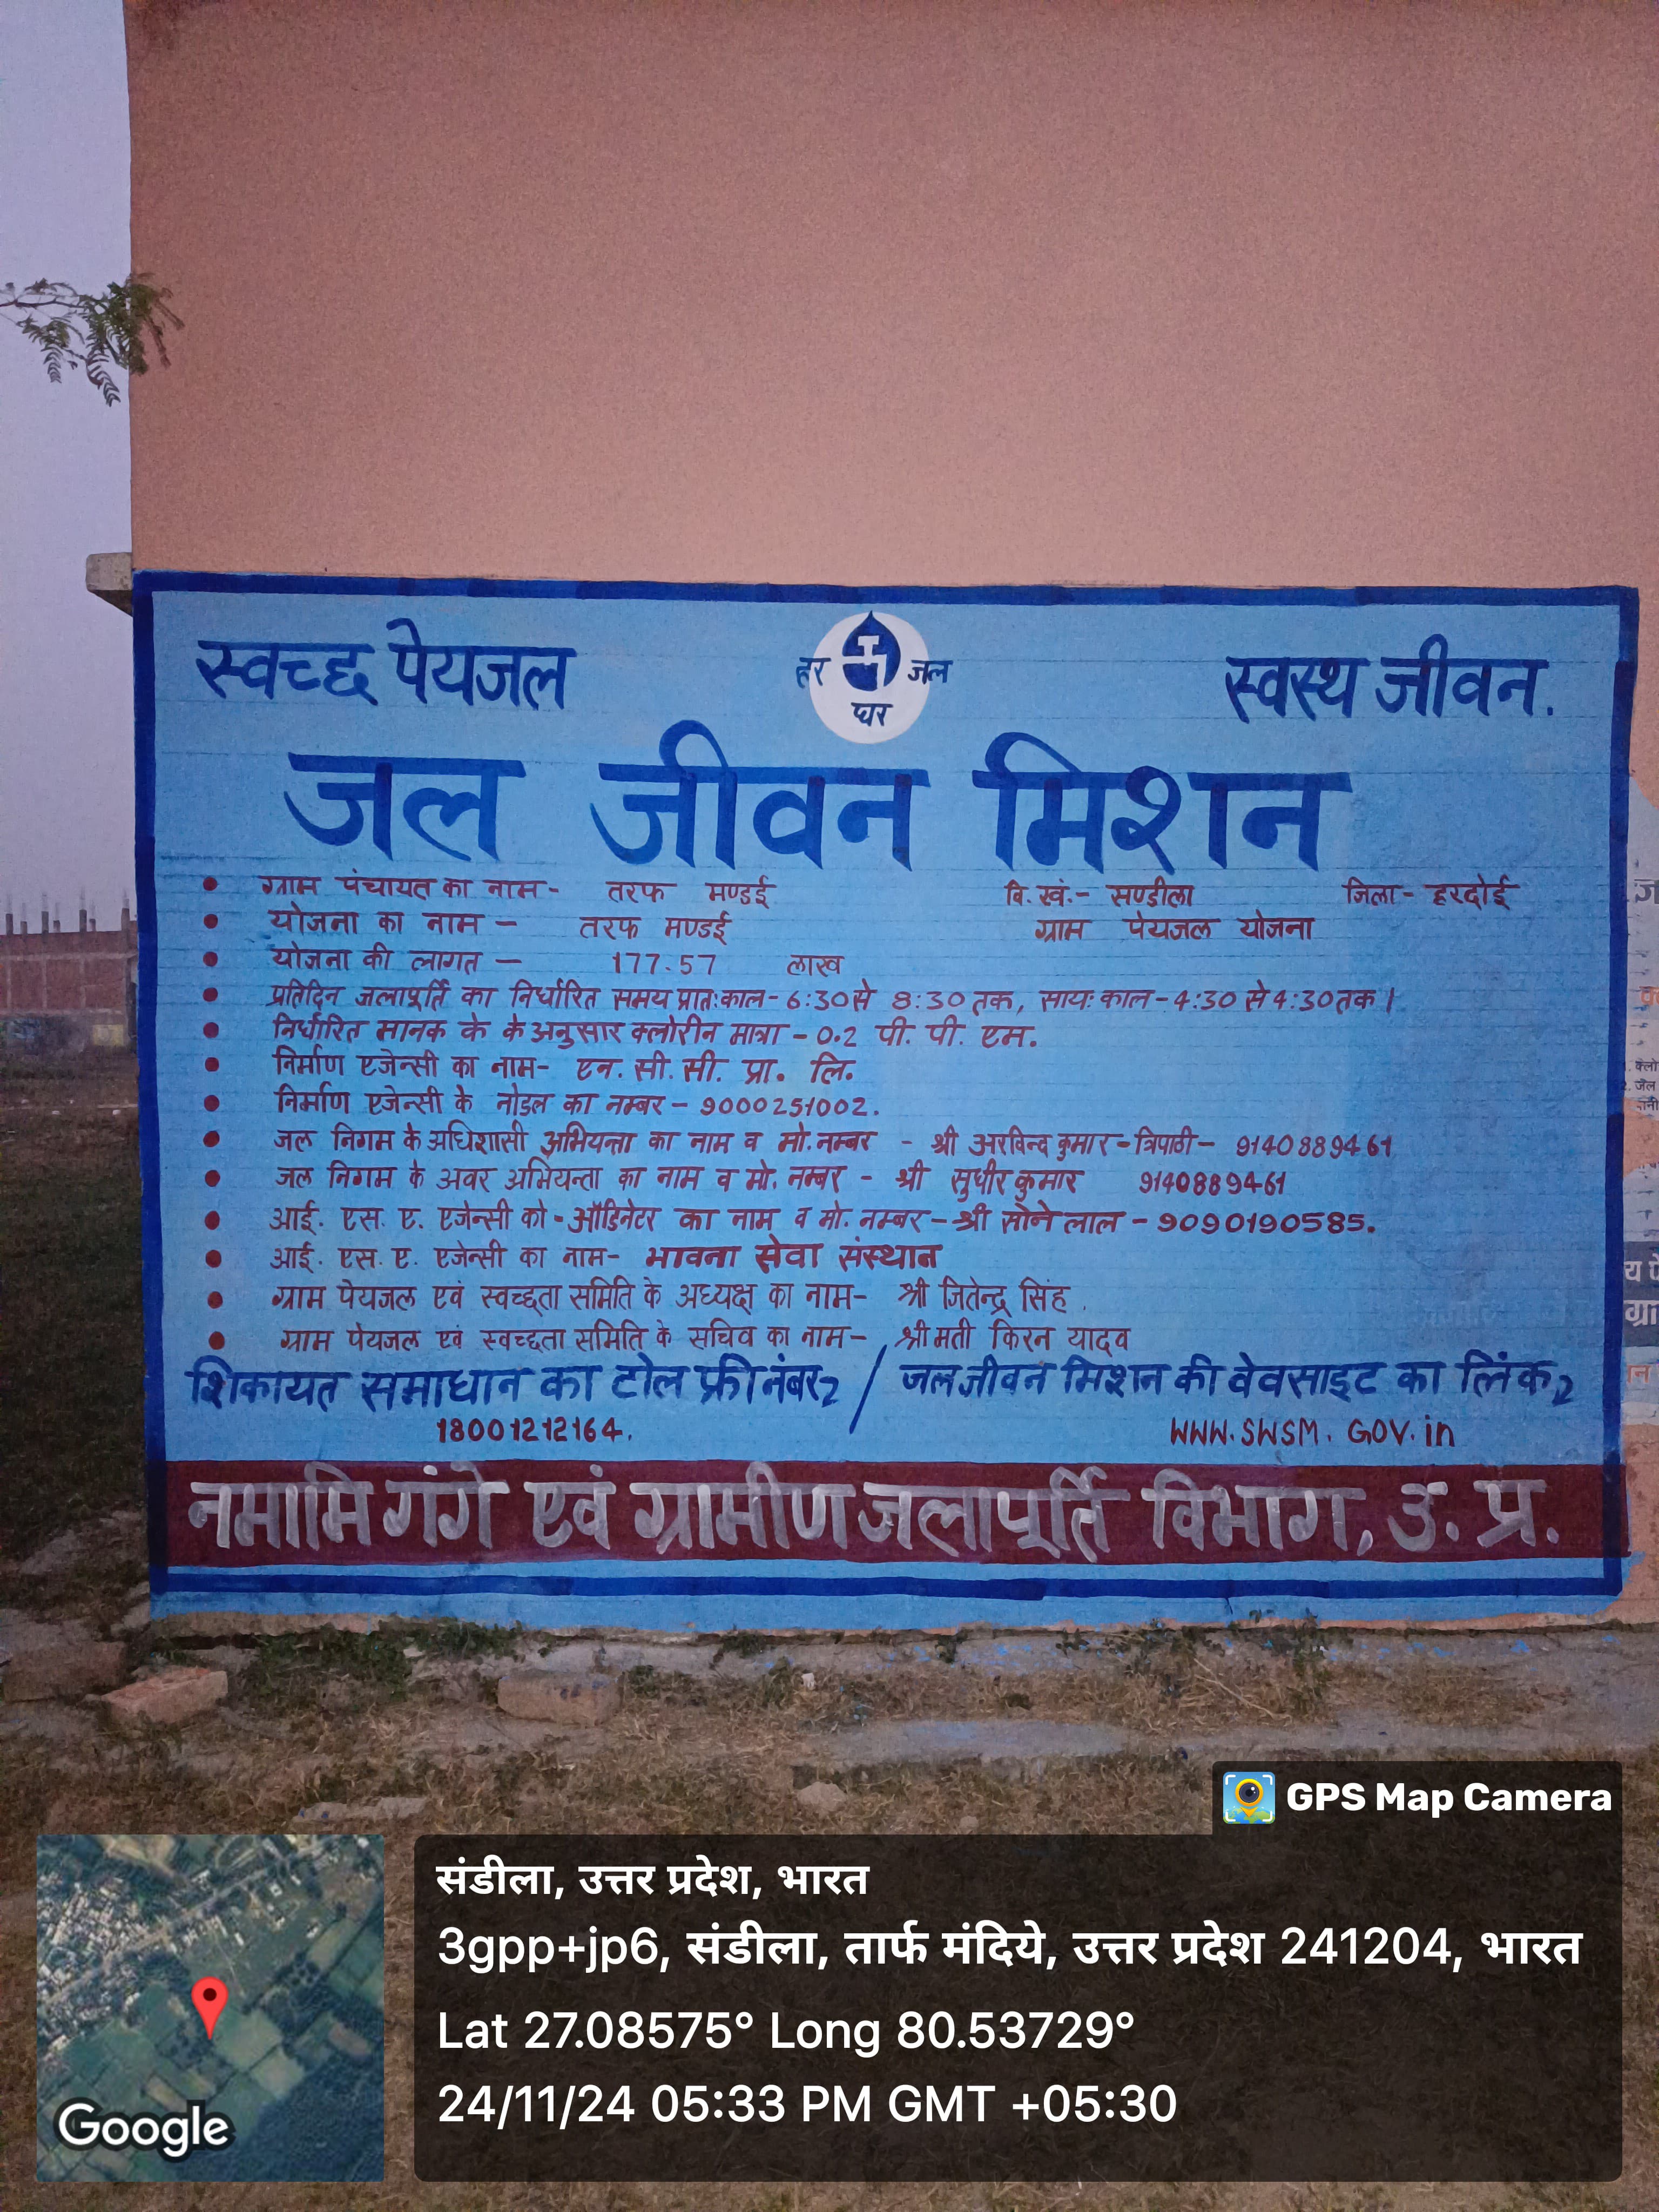 स्वच्छ पेयजल
हर जल
घर
स्वस्थ जीवन.
जल जीवन मिशन
• ग्राम पंचायत का नाम- तरफ मण्डई वि. खं.- सण्डीला जिला- हरदोई
• योजना का नाम - तरफ मण्डई ग्राम पेयजल योजना
• योजना की लागत - 177.57 लाख
• प्रतिदिन जलापूर्ति का निर्धारित समय प्रात:काल- 6:30 से 8:30 तक, सायः काल - 4:30 से 4:30 तक।
• निर्धारित मानक के के अनुसार क्लोरीन मात्रा - 0.2 पी. पी. एम.
• निर्माण एजेन्सी का नाम- एन. सी. सी. प्रा. लि.
• निर्माण एजेन्सी के नोडल का नम्बर - 9000251002.
• जल निगम के अधिशासी अभियन्ता का नाम व मो. नम्बर - श्री अरविन्द कुमार - त्रिपाठी - 9140889461
• जल निगम के अवर अभियन्ता का नाम व मो. नम्बर - श्री सुधीर कुमार 9140889461
• आई. एस. ए. एजेन्सी को - ऑडिनेटर का नाम व मो. नम्बर - श्री सोने लाल - 9090190585.
• आई. एस. ए. एजेन्सी का नाम- भावना सेवा संस्थान
• ग्राम पेयजल एवं स्वच्छ्ता समिति के अध्यक्ष का नाम- श्री जितेन्द्र सिंह.
• ग्राम पेयजल एवं स्वच्छ्ता समिति के सचिव का नाम- श्रीमती किरन यादव
शिकायत समाधान का टोल फ्री नंबर2 / जल जीवन मिशन की वेवसाइट का लिंक,2
18001212164. WWW.SWSM.GOV.in
नमामि गंगे एवं ग्रामीण जलापूर्ति विभाग, उ. प्र.
GPS Map Camera
संडीला, उत्तर प्रदेश, भारत
3gpp+jp6, संडीला, तार्फ मंदिये, उत्तर प्रदेश 241204, भारत
Lat 27.08575° Long 80.53729°
24/11/24 05:33 PM GMT +05:30
Google